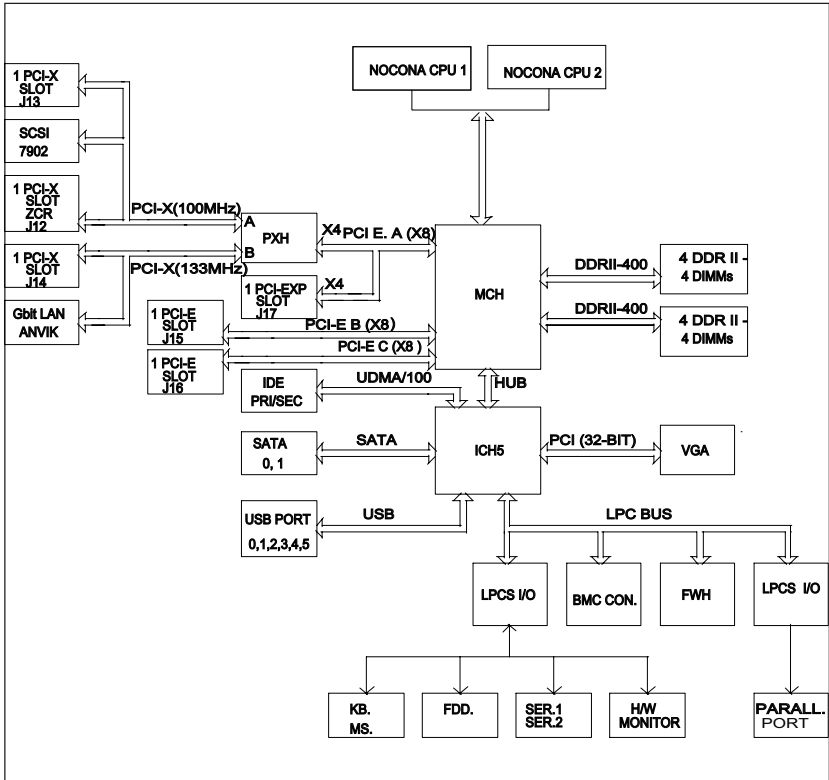 NOCONA CPU 1
NOCONA CPU 2
1 PCI-X
SLOT
J13
SCSI
7902
1 PCI-X
SLOT
ZCR
J12
PCI-X(100MHz)
A
B
PXH
X4
PCI E. A (X8)
MCH
DDRII-400
4 DDR II -
4 DIMMs
1 PCI-X
SLOT
J14
PCI-X(133MHz)
1 PCI-EXP
SLOT
J17
X4
DDRII-400
4 DDR II -
4 DIMMs
Gbit LAN
ANVIK
1 PCI-E
SLOT
J15
PCI-E B (X8)
1 PCI-E
SLOT
J16
PCI-E C (X8 )
IDE
PRI/SEC
UDMA/100
HUB
SATA
0, 1
SATA
ICH5
PCI (32-BIT)
VGA
USB PORT
0,1,2,3,4,5
USB
LPC BUS
LPCS I/O
BMC CON.
FWH
LPCS I/O
KB.
MS.
FDD.
SER.1
SER.2
H/W
MONITOR
PARALL.
PORT